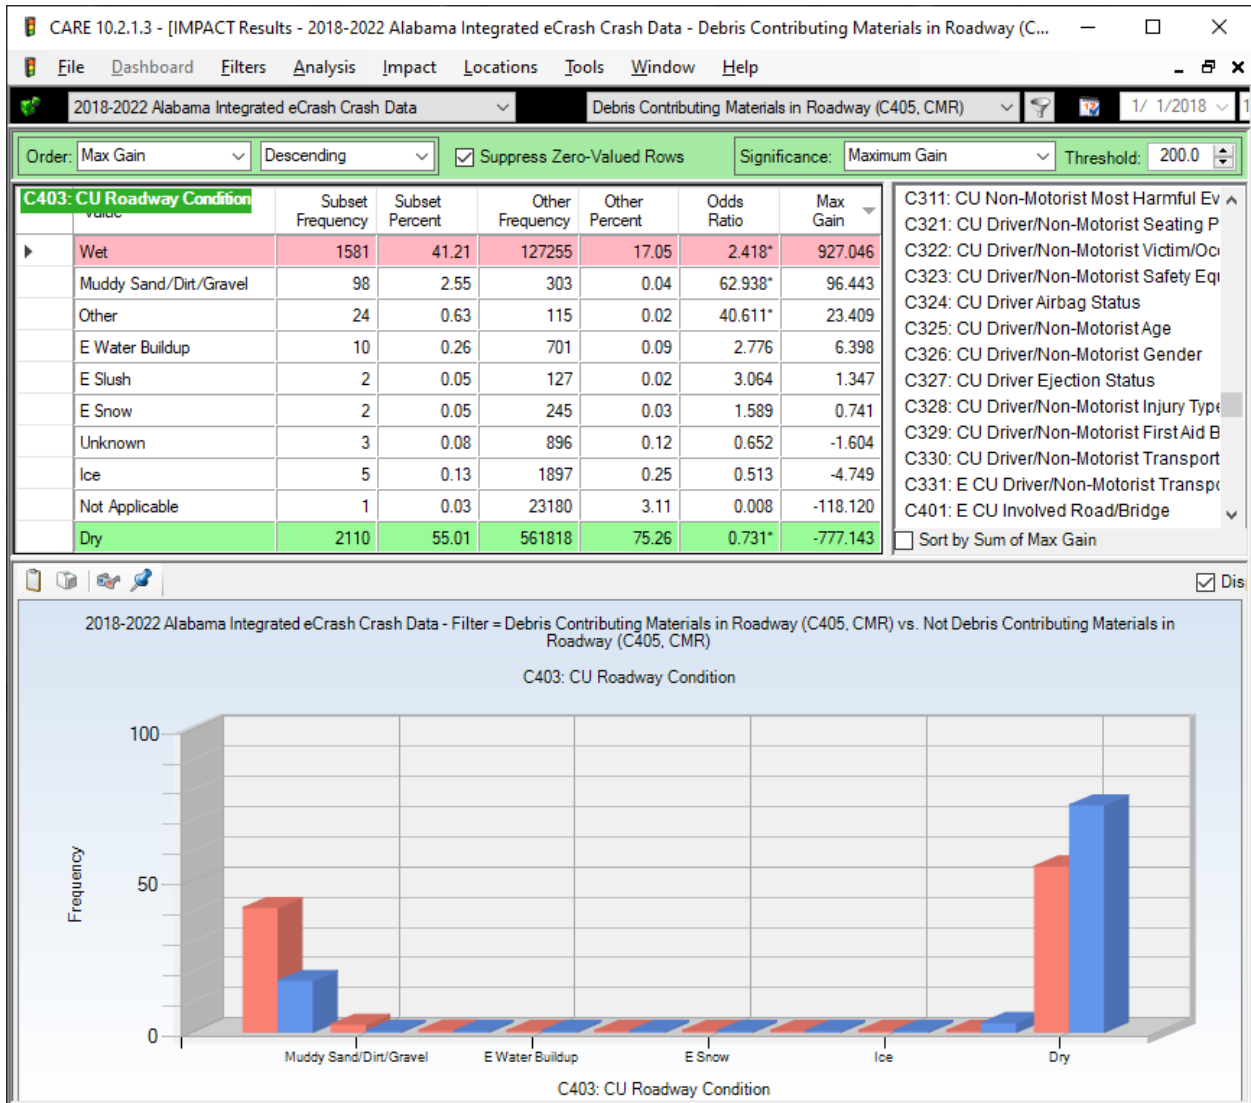 CARE 10.2.1.3 - [IMPACT Results - 2018-2022 Alabama Integrated eCrash Crash Data - Debris Contributing Materials in Roadway (C...
File Dashboard Filters Analysis Impact Locations Tools Window Help
2018-2022 Alabama Integrated eCrash Crash Data Debris Contributing Materials in Roadway (C405, CMR) 1/ 1/2018 1
Order: Max Gain Descending Suppress Zero-Valued Rows Significance: Maximum Gain Threshold: 200.0
C403: CU Roadway Condition Subset Frequency Subset Percent Other Frequency Other Percent Odds Ratio Max Gain
Wet 1581 41.21 127255 17.05 2.418* 927.046
Muddy Sand/Dirt/Gravel 98 2.55 303 0.04 62.938* 96.443
Other 24 0.63 115 0.02 40.611* 23.409
E Water Buildup 10 0.26 701 0.09 2.776 6.398
E Slush 2 0.05 127 0.02 3.064 1.347
E Snow 2 0.05 245 0.03 1.589 0.741
Unknown 3 0.08 896 0.12 0.652 -1.604
Ice 5 0.13 1897 0.25 0.513 -4.749
Not Applicable 1 0.03 23180 3.11 0.008 -118.120
Dry 2110 55.01 561818 75.26 0.731* -777.143
C311: CU Non-Motorist Most Harmful Ev
C321: CU Driver/Non-Motorist Seating P
C322: CU Driver/Non-Motorist Victim/Oc
C323: CU Driver/Non-Motorist Safety Eq
C324: CU Driver Airbag Status
C325: CU Driver/Non-Motorist Age
C326: CU Driver/Non-Motorist Gender
C327: CU Driver Ejection Status
C328: CU Driver/Non-Motorist Injury Type
C329: CU Driver/Non-Motorist First Aid B
C330: CU Driver/Non-Motorist Transport
C331: E CU Driver/Non-Motorist Transpo
C401: E CU Involved Road/Bridge
Sort by Sum of Max Gain
Dis
2018-2022 Alabama Integrated eCrash Crash Data - Filter = Debris Contributing Materials in Roadway (C405, CMR) vs. Not Debris Contributing Materials in
Roadway (C405, CMR)
C403: CU Roadway Condition
100
50
0
Frequency
Muddy Sand/Dirt/Gravel E Water Buildup E Snow Ice Dry
C403: CU Roadway Condition